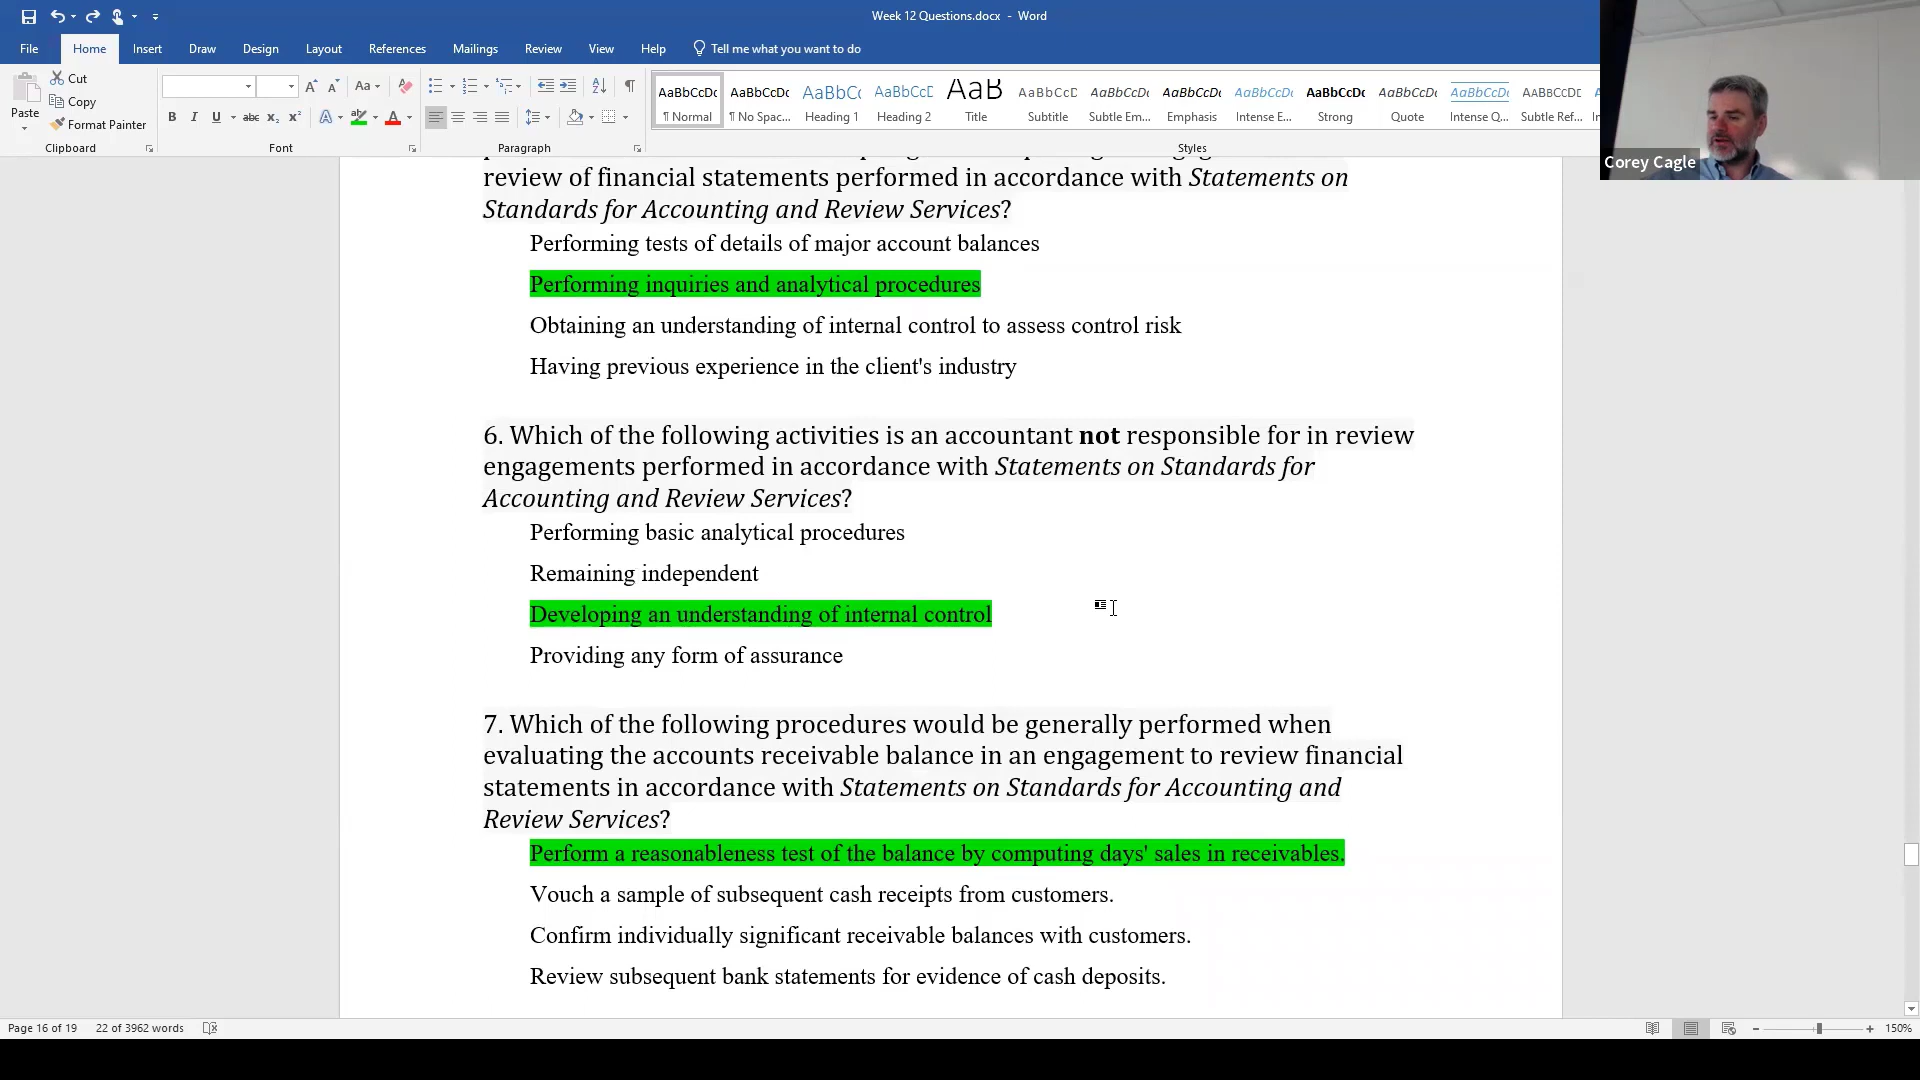 Week 12 Questions.docx - Word
File Home Insert Draw Design Layout References Mailings Review View Help Tell me what you want to do
Paste
Cut
Copy
Format Painter
Clipboard
Aa
B I U abc x₂ x² A A
Font
Paragraph
AaBbCcDc AaBbCcDc AaBbCc AaBbCcD AaB AaBbCcD AaBbCcDc AaBbCcDc AaBbCcDc AaBbCcDc AaBbCcDc AaBbCcDc AABBCCDD
¶ Normal ¶ No Spac... Heading 1 Heading 2 Title Subtitle Subtle Em... Emphasis Intense E... Strong Quote Intense Q... Subtle Ref...
Styles
Corey Cagle
review of financial statements performed in accordance with Statements on
Standards for Accounting and Review Services?
Performing tests of details of major account balances
Performing inquiries and analytical procedures
Obtaining an understanding of internal control to assess control risk
Having previous experience in the client's industry
6. Which of the following activities is an accountant not responsible for in review
engagements performed in accordance with Statements on Standards for
Accounting and Review Services?
Performing basic analytical procedures
Remaining independent
Developing an understanding of internal control
Providing any form of assurance
7. Which of the following procedures would be generally performed when
evaluating the accounts receivable balance in an engagement to review financial
statements in accordance with Statements on Standards for Accounting and
Review Services?
Perform a reasonableness test of the balance by computing days' sales in receivables.
Vouch a sample of subsequent cash receipts from customers.
Confirm individually significant receivable balances with customers.
Review subsequent bank statements for evidence of cash deposits.
Page 16 of 19 22 of 3962 words
150%